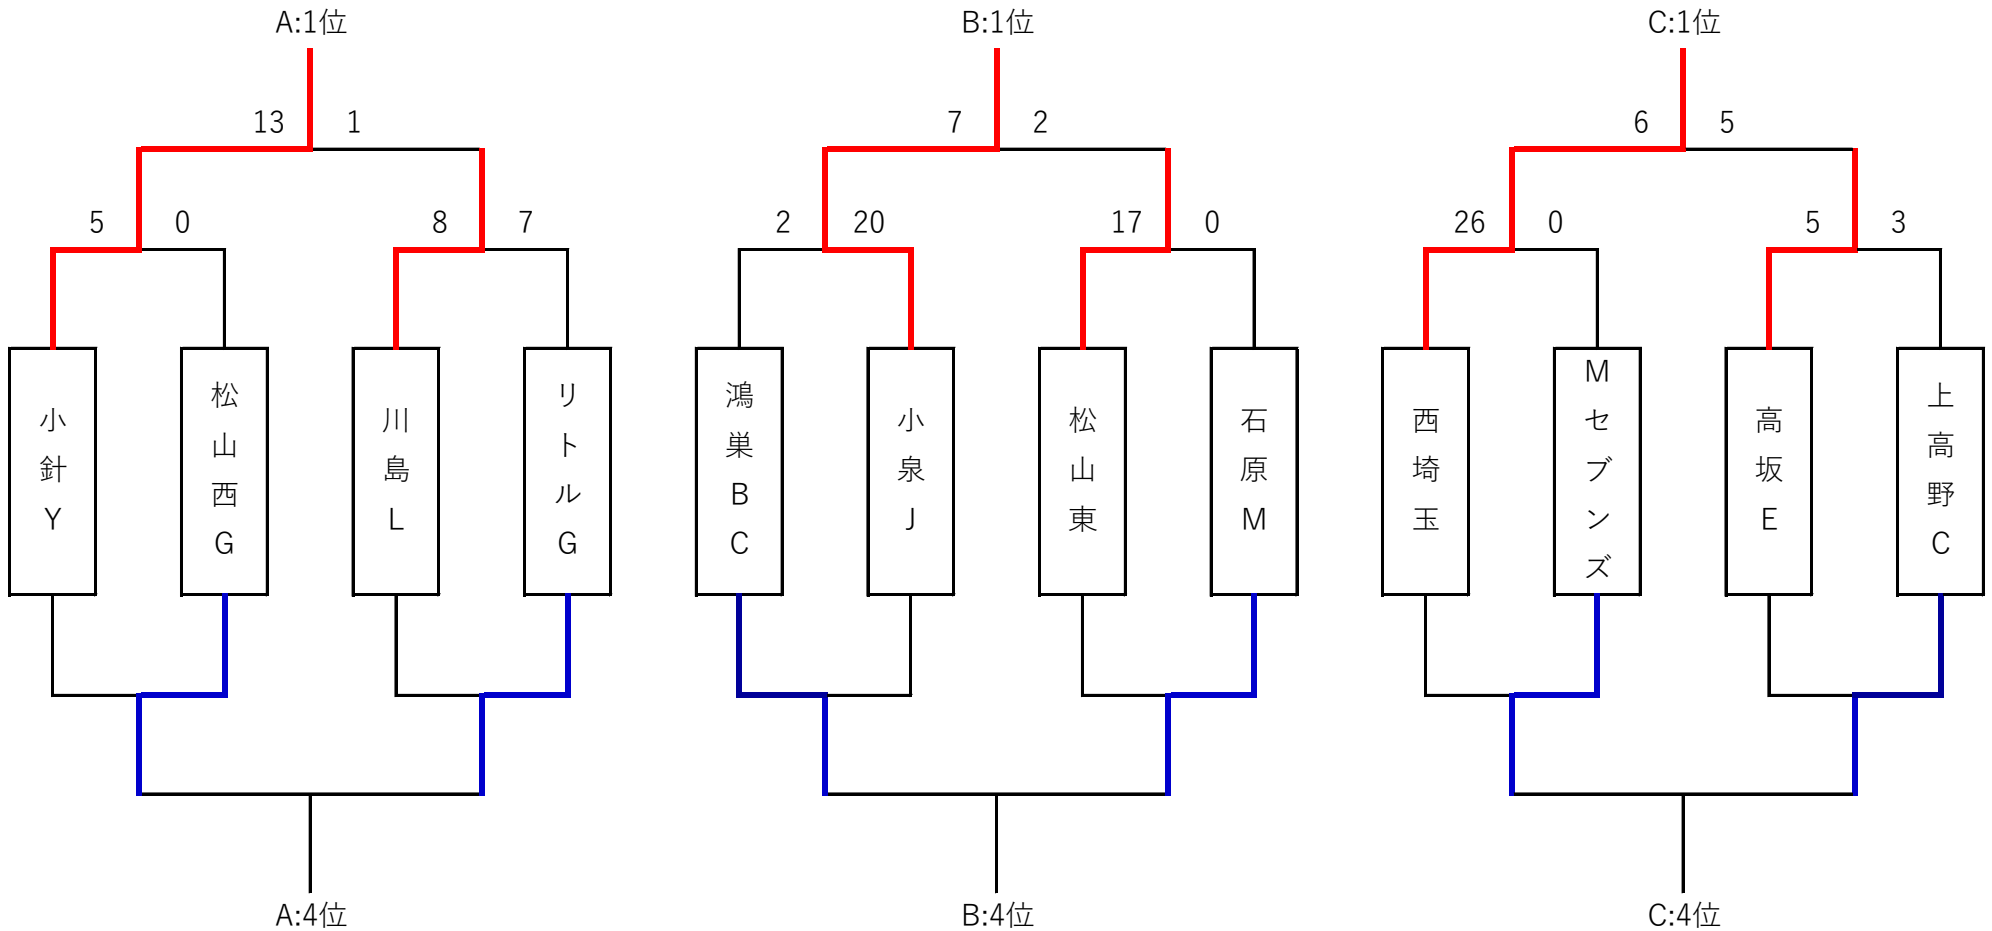 A:1位
B:1位
C:1位
13 1
7 2
6 5
5 0
8 7
2 20
17 0
26 0
5 3
小針Y
松山西G
川島L
リトルG
鴻巣BC
小泉J
松山東
石原M
西埼玉
Mセブンズ
高坂E
上高野C
A:4位
B:4位
C:4位